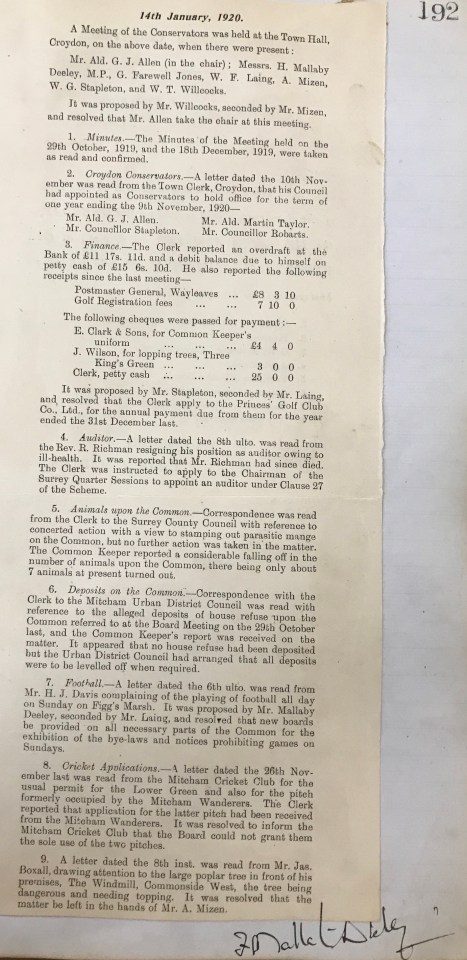 192
14th January, 1920.
A Meeting of the Conservators was held at the Town Hall,
Croydon, on the above date, when there were present:
Mr. Ald. G. J. Allen (in the chair); Messrs. H. Mallaby
Deeley, M.P., G. Farewell Jones, W. F. Laing, A. Mizen,
W. G. Stapleton, and W. T. Willcocks.
It was proposed by Mr. Willcocks, seconded by Mr. Mizen,
and resolved that Mr. Allen take the chair at this meeting.
1. Minutes.—The Minutes of the Meeting held on the
29th October, 1919, and the 18th December, 1919, were taken
as read and confirmed.
2. Croydon Conservators.—A letter dated the 10th Nov-
ember was read from the Town Clerk, Croydon, that his Council
had appointed as Conservators to hold office for the term of
one year ending the 9th November, 1920—
Mr. Ald. G. J. Allen. Mr. Ald. Martin Taylor.
Mr. Councillor Stapleton. Mr. Councillor Robarts.
3. Finance.—The Clerk reported an overdraft at the
Bank of £11 17s. 11d. and a debit balance due to himself on
petty cash of £15 6s. 10d. He also reported the following
receipts since the last meeting—
Postmaster General, Wayleaves ... £8 3 10
Golf Registration fees ... ... 7 10 0
The following cheques were passed for payment:—
E. Clark & Sons, for Common Keeper's
uniform ... ... ... £4 4 0
J. Wilson, for lopping trees, Three
King's Green ... ... ... 3 0 0
Clerk, petty cash ... ... ... 25 0 0
It was proposed by Mr. Stapleton, seconded by Mr. Laing,
and resolved that the Clerk apply to the Princes' Golf Club
Co., Ltd., for the annual payment due from them for the year
ended the 31st December last.
4. Auditor.—A letter dated the 8th ulto. was read from
the Rev. R. Richman resigning his position as auditor owing to
ill-health. It was reported that Mr. Richman had since died.
The Clerk was instructed to apply to the Chairman of the
Surrey Quarter Sessions to appoint an auditor under Clause 27
of the Scheme.
5. Animals upon the Common.—Correspondence was read
from the Clerk to the Surrey County Council with reference to
concerted action with a view to stamping out parasitic mange
on the Common, but no further action was taken in the matter.
The Common Keeper reported a considerable falling off in the
number of animals upon the Common, there being only about
7 animals at present turned out.
6. Deposits on the Common.—Correspondence with the
Clerk to the Mitcham Urban District Council was read with
reference to the alleged deposits of house refuse upon the
Common referred to at the Board Meeting on the 29th October
last, and the Common Keeper's report was received on the
matter. It appeared that no house refuse had been deposited
but the Urban District Council had arranged that all deposits
were to be levelled off when required.
7. Football.—A letter dated the 6th ulto. was read from
Mr. H. J. Davis complaining of the playing of football all day
on Sunday on Figg's Marsh. It was proposed by Mr. Mallaby
Deeley, seconded by Mr. Laing, and resolved that new boards
be provided on all necessary parts of the Common for the
exhibition of the bye-laws and notices prohibiting games on
Sundays.
8. Cricket Applications.—A letter dated the 26th Nov-
ember last was read from the Mitcham Cricket Club for the
usual permit for the Lower Green and also for the pitch
formerly occupied by the Mitcham Wanderers. The Clerk
reported that application for the latter pitch had been received
from the Mitcham Wanderers. It was resolved to inform the
Mitcham Cricket Club that the Board could not grant them
the sole use of the two pitches.
9. A letter dated the 8th inst. was read from Mr. Jas.
Boxall, drawing attention to the large poplar tree in front of his
premises, The Windmill, Commonside West, the tree being
dangerous and needing topping. It was resolved that the
matter be left in the hands of Mr. A. Mizen.